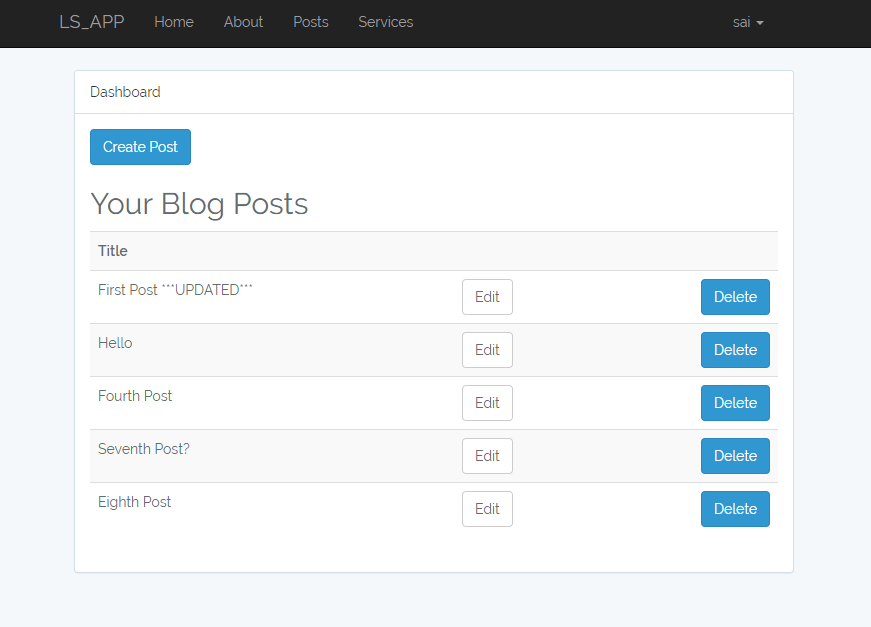 LS_APP Home About Posts Services sai
Dashboard
Create Post
Your Blog Posts
Title
First Post ***UPDATED*** Edit Delete
Hello Edit Delete
Fourth Post Edit Delete
Seventh Post? Edit Delete
Eighth Post Edit Delete